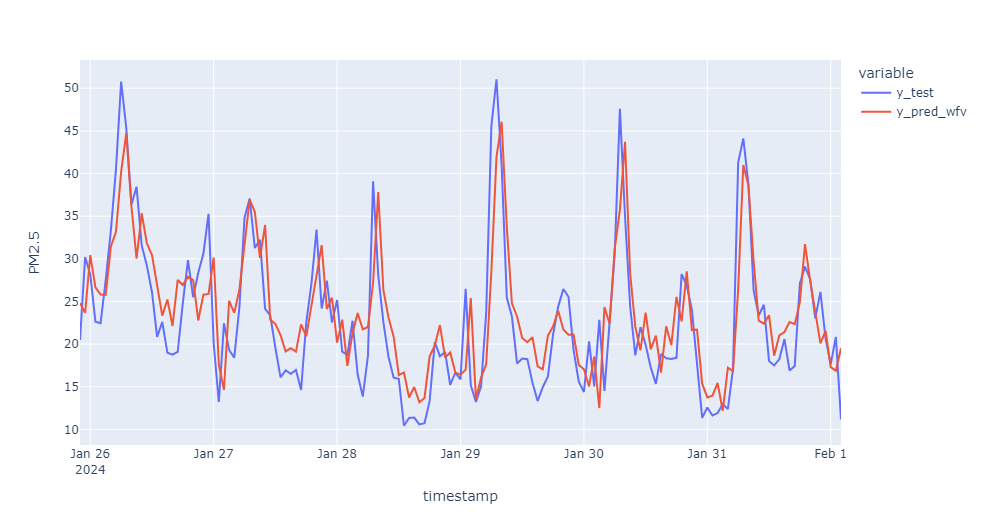 variable
y_test
y_pred_wfv
PM2.5
50
45
40
35
30
25
20
15
10
Jan 26
2024
Jan 27
Jan 28
Jan 29
Jan 30
Jan 31
Feb 1
timestamp